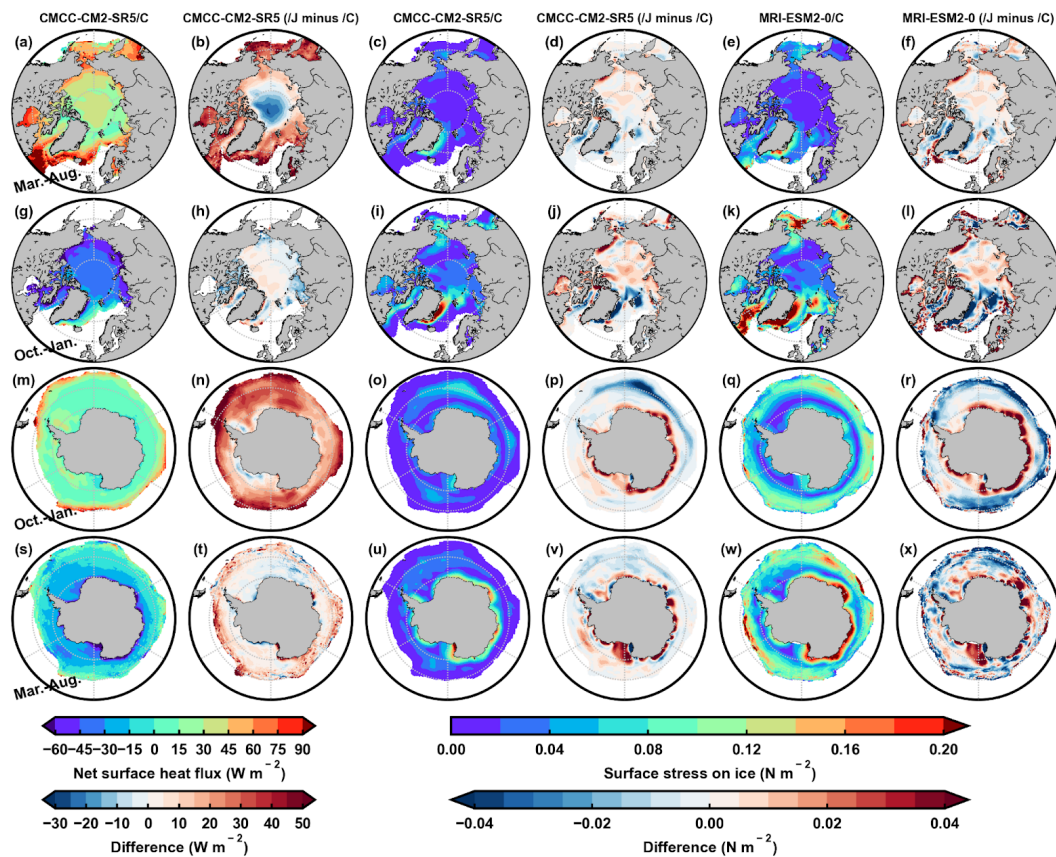 CMCC-CM2-SR5/C CMCC-CM2-SR5 (/J minus /C) CMCC-CM2-SR5/C CMCC-CM2-SR5 (/J minus /C) MRI-ESM2-0/C MRI-ESM2-0 (/J minus /C)
(a) (b) (c) (d) (e) (f)
Mar.-Aug.
(g) (h) (i) (j) (k) (l)
Oct.-Jan.
(m) (n) (o) (p) (q) (r)
Oct.-Jan.
(s) (t) (u) (v) (w) (x)
Mar.-Aug.
−60−45−30−15 0 15 30 45 60 75 90
Net surface heat flux (W m−2)
0.00 0.04 0.08 0.12 0.16 0.20
Surface stress on ice (N m−2)
−30 −20 −10 0 10 20 30 40 50
Difference (W m−2)
−0.04 −0.02 0.00 0.02 0.04
Difference (N m−2)